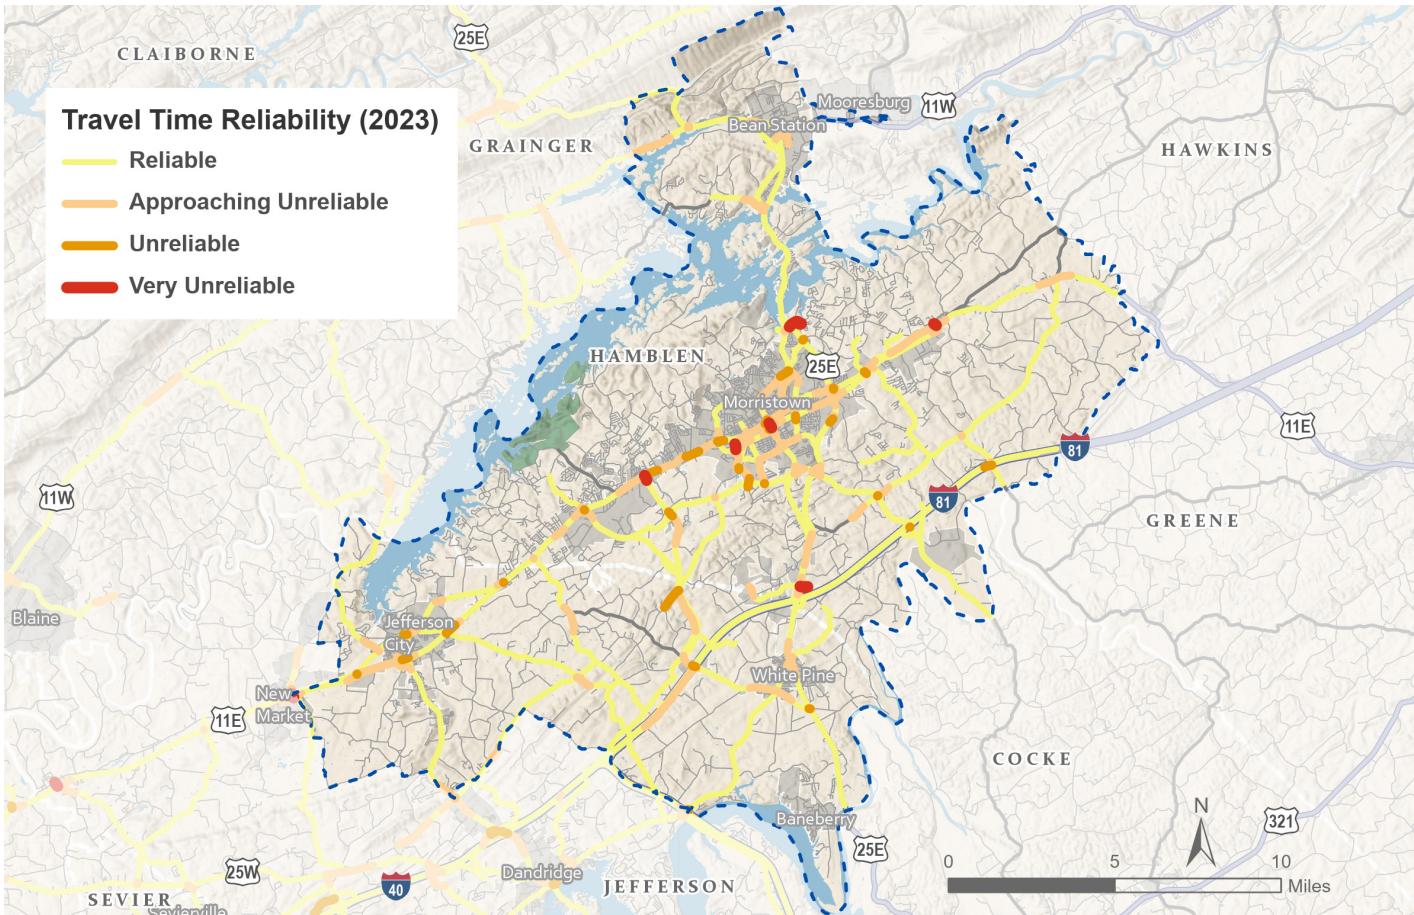 CLAIBORNE
25E
Travel Time Reliability (2023)
Reliable
Approaching Unreliable
Unreliable
Very Unreliable
GRAINGER
Mooresburg
11W
Bean Station
HAWKINS
HAMBLEN
25E
Morristown
11E
81
81
11W
GREENE
Blaine
Jefferson
City
New
Market
11E
White Pine
COCKE
N
Baneberry
321
25E
0 5 10
Miles
25W
40
Dandridge
JEFFERSON
SEVIER
Sevierville